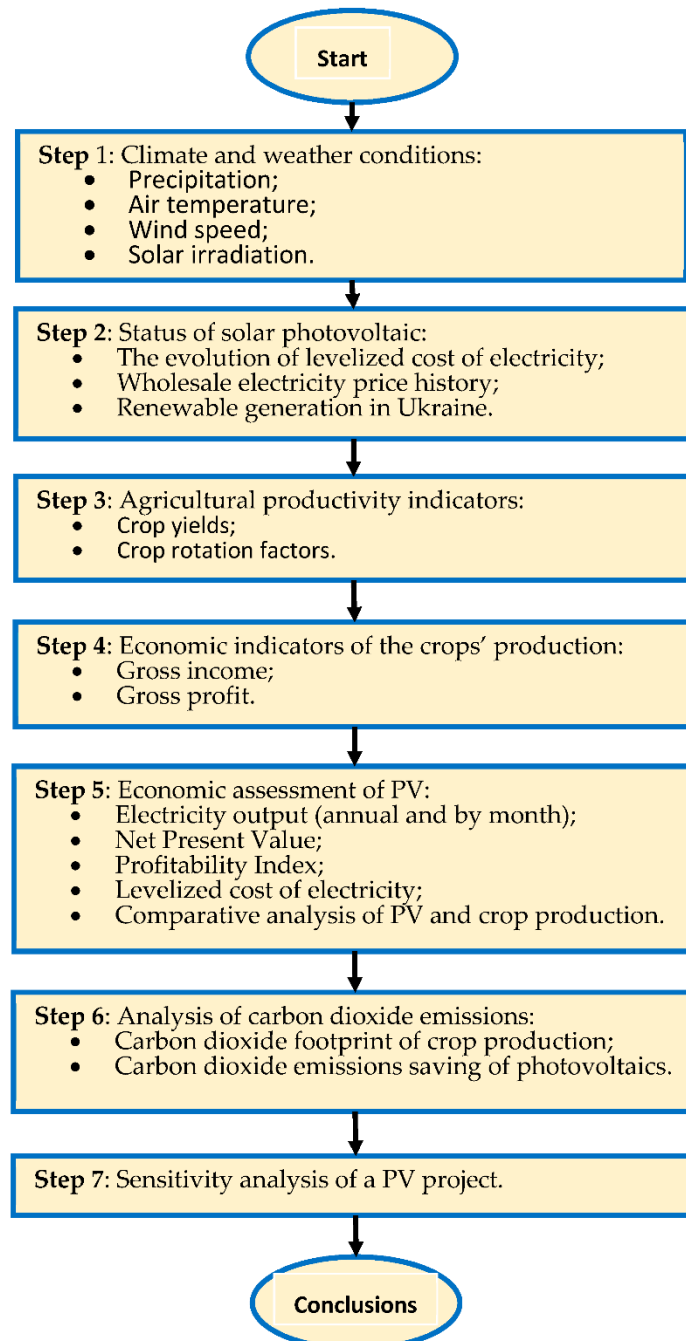 Start
Step 1: Climate and weather conditions:
• Precipitation;
• Air temperature;
• Wind speed;
• Solar irradiation.
Step 2: Status of solar photovoltaic:
• The evolution of levelized cost of electricity;
• Wholesale electricity price history;
• Renewable generation in Ukraine.
Step 3: Agricultural productivity indicators:
• Crop yields;
• Crop rotation factors.
Step 4: Economic indicators of the crops’ production:
• Gross income;
• Gross profit.
Step 5: Economic assessment of PV:
• Electricity output (annual and by month);
• Net Present Value;
• Profitability Index;
• Levelized cost of electricity;
• Comparative analysis of PV and crop production.
Step 6: Analysis of carbon dioxide emissions:
• Carbon dioxide footprint of crop production;
• Carbon dioxide emissions saving of photovoltaics.
Step 7: Sensitivity analysis of a PV project.
Conclusions